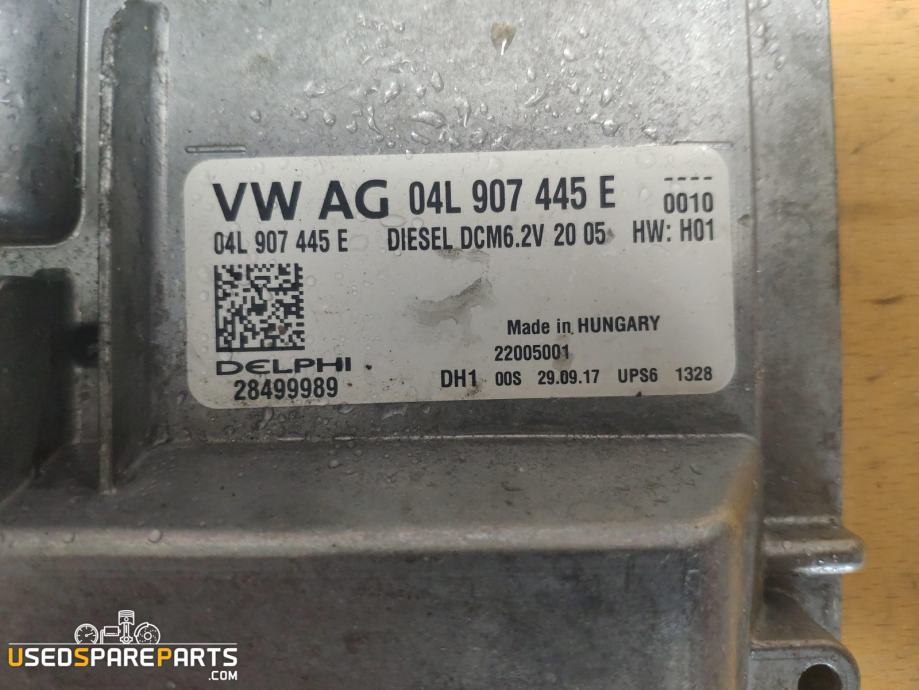 VW AG 04L 907 445 E ----
0010
04L 907 445 E DIESEL DCM6.2V 20 05 HW: H01
Made in HUNGARY
22005001
DELPHI
28499989 DH1 00S 29.09.17 UPS6 1328
USEDSPAREPARTS
.COM